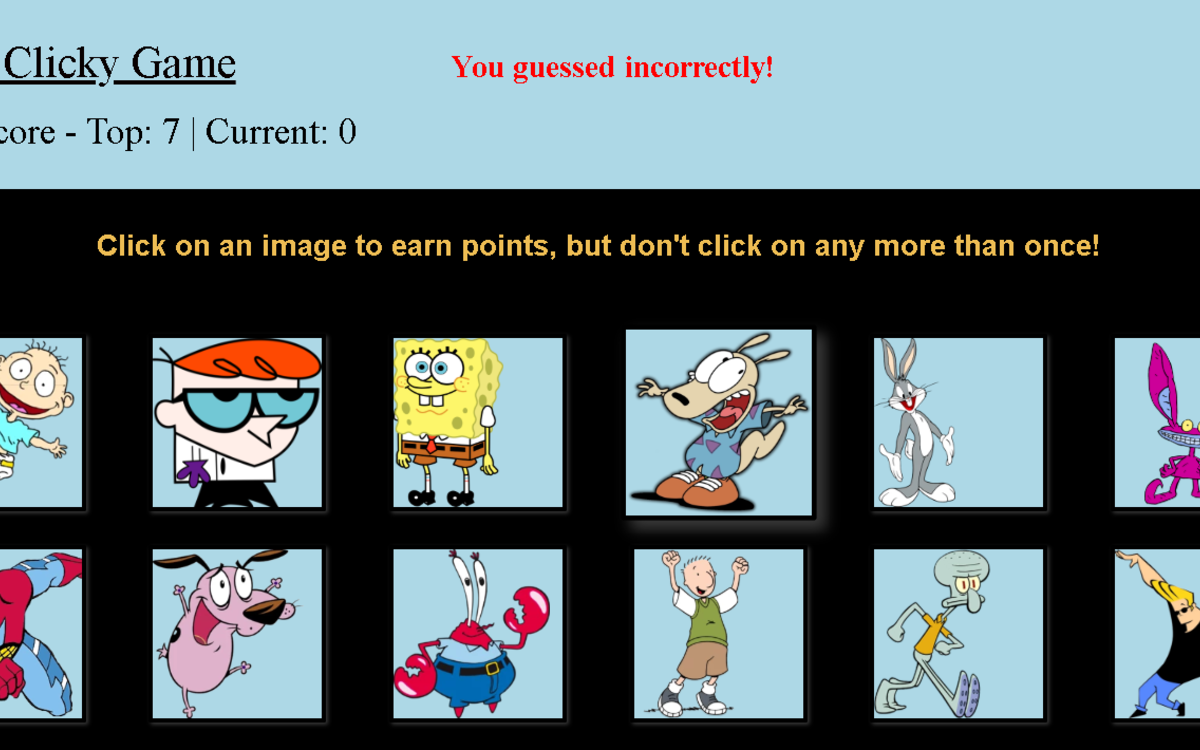 Clicky Game
You guessed incorrectly!
core - Top: 7 | Current: 0
Click on an image to earn points, but don't click on any more than once!